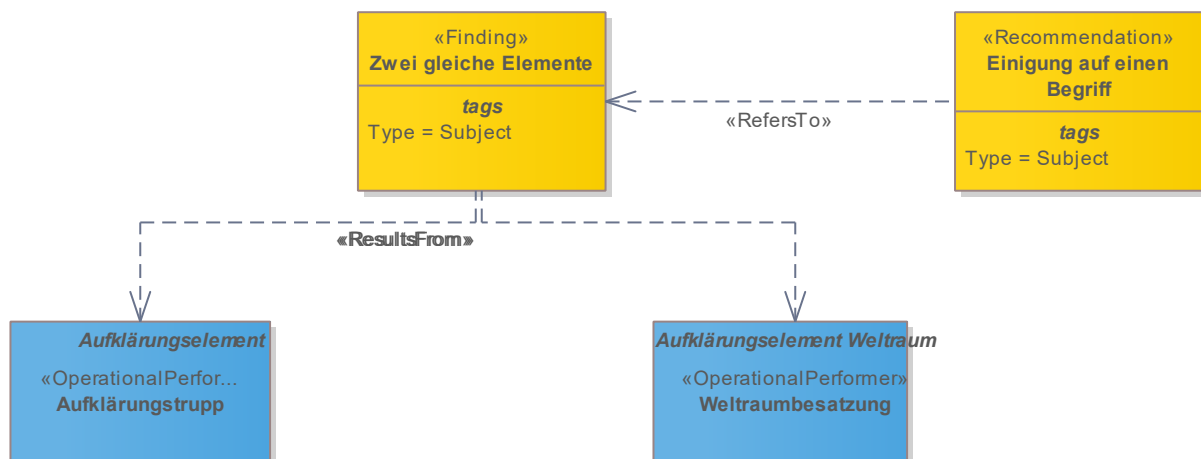 «Finding»
Zwei gleiche Elemente
tags
Type = Subject
«Recommendation»
Einigung auf einen
Begriff
tags
Type = Subject
«RefersTo»
«ResultsFrom»
Aufklärungselement
«OperationalPerfor...
Aufklärungstrupp
Aufklärungselement Weltraum
«OperationalPerformer»
Weltraumbesatzung